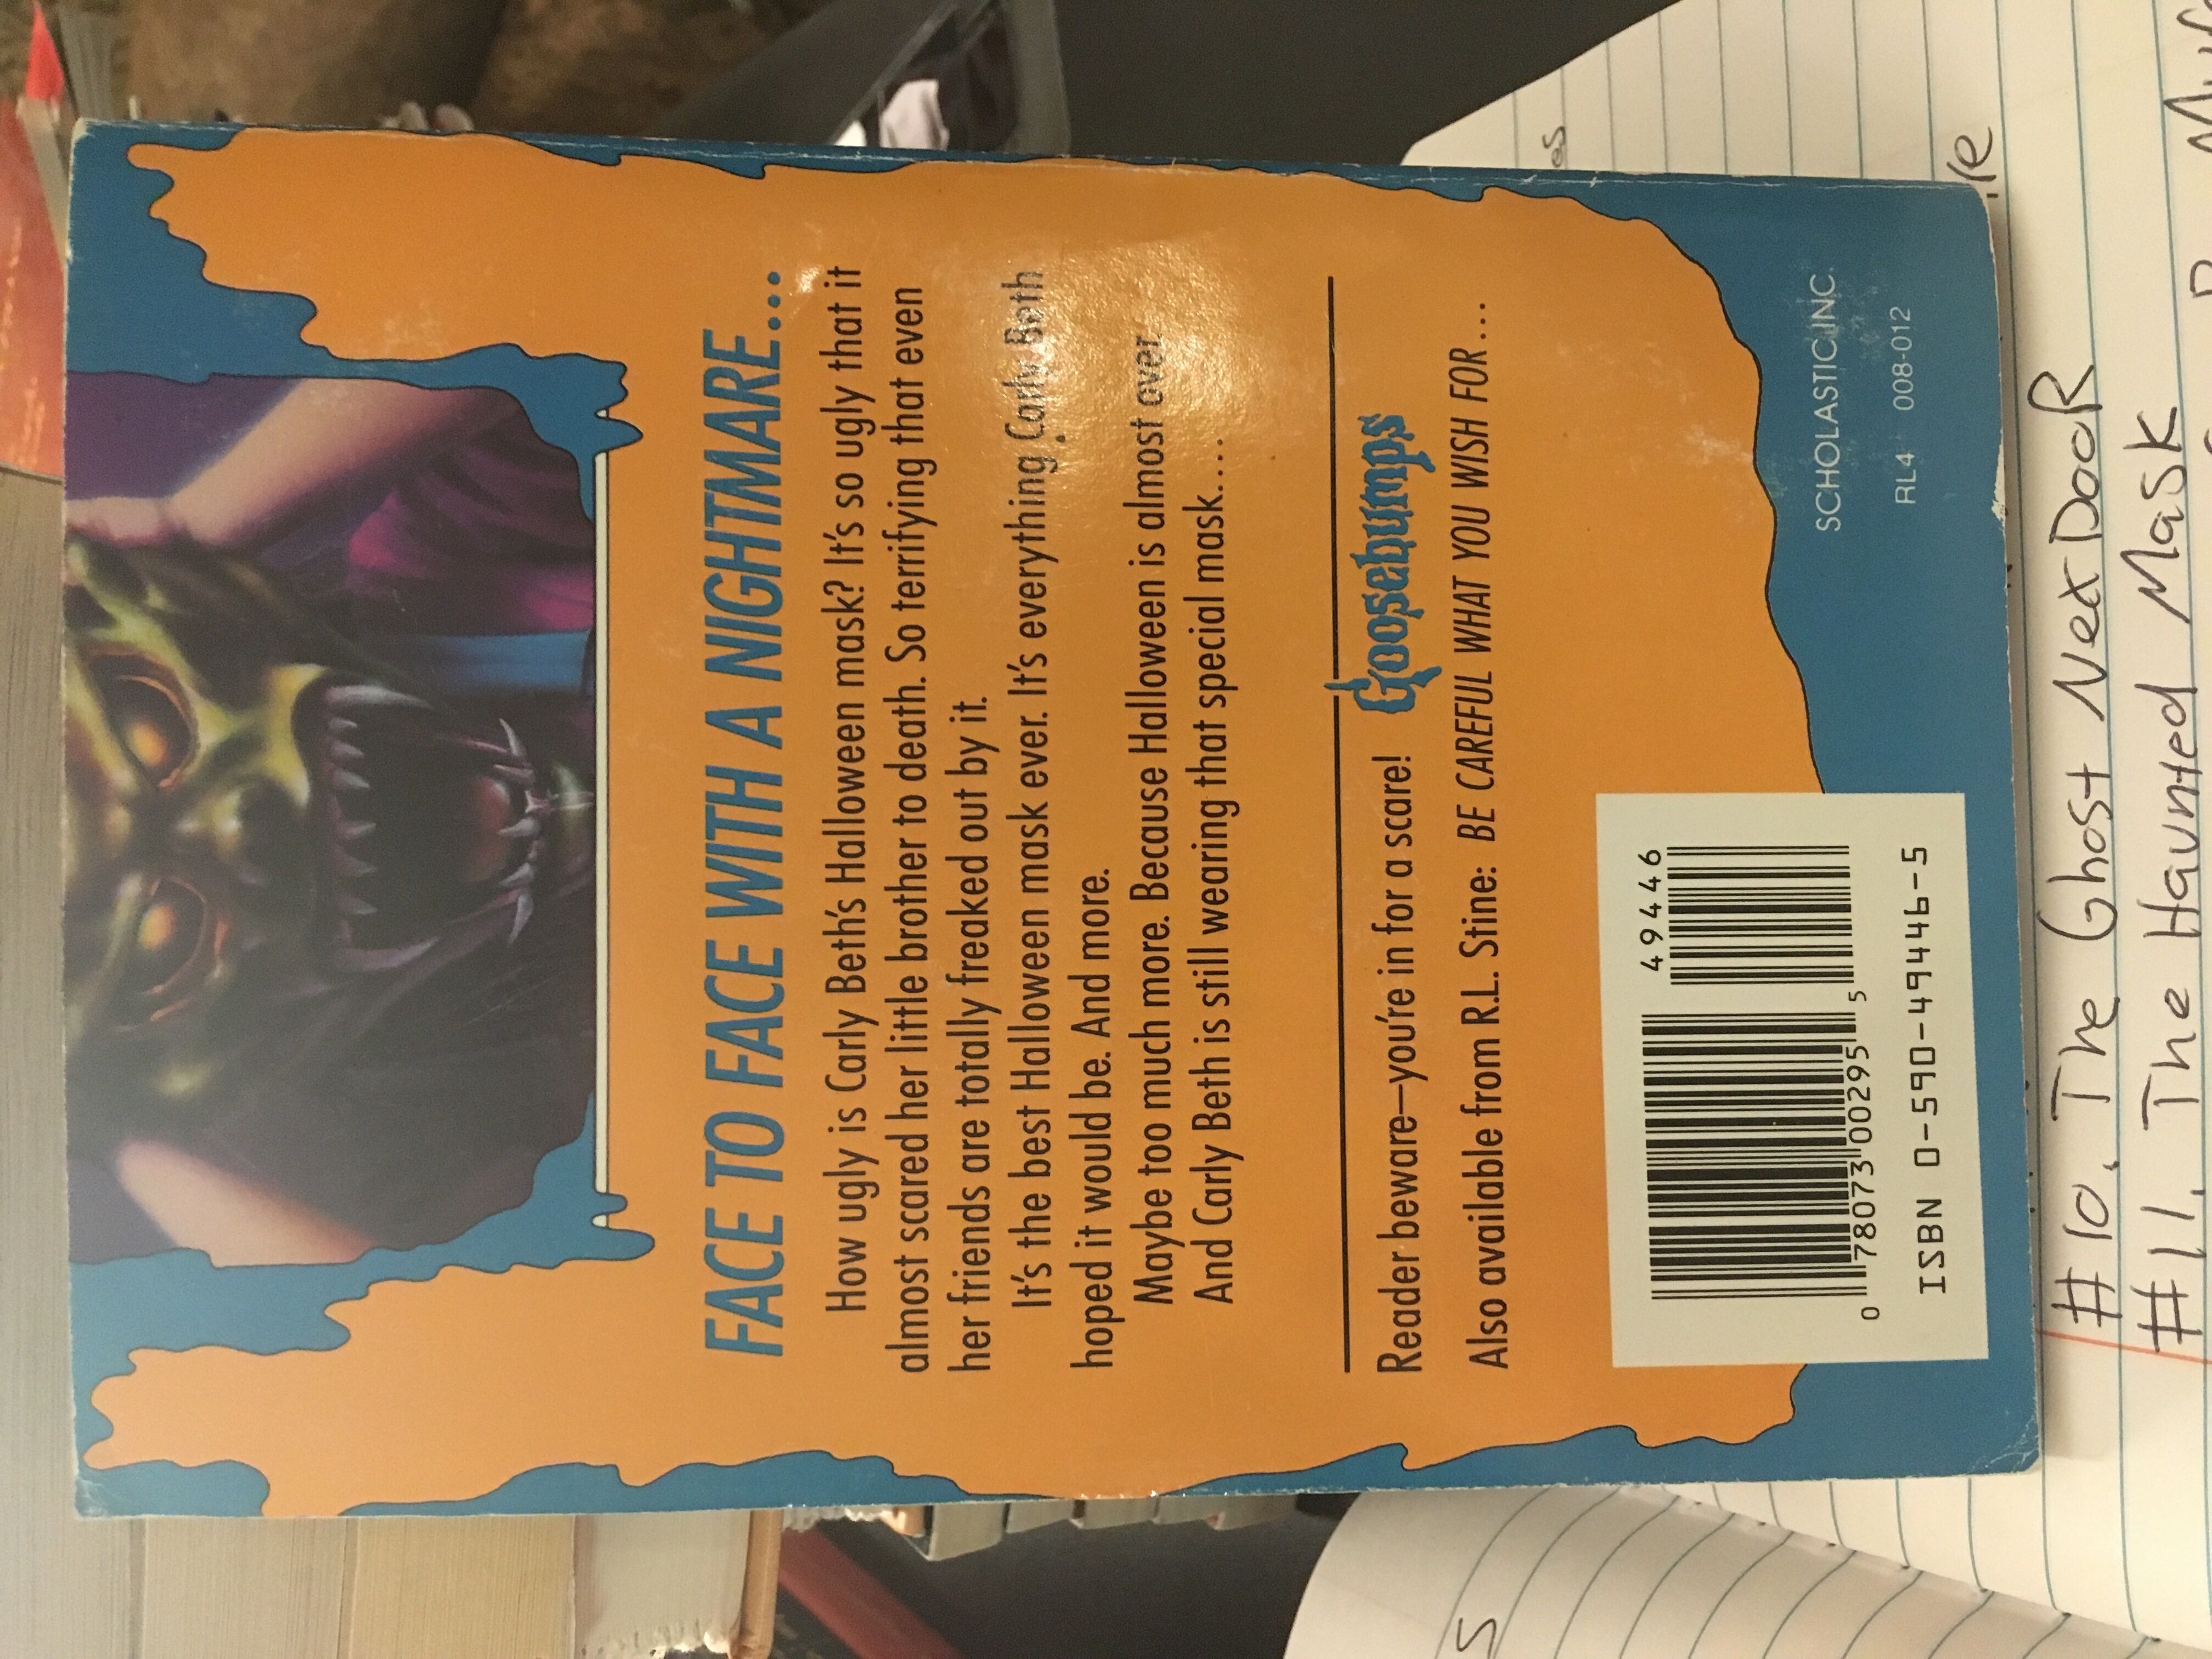 FACE TO FACE WITH A NIGHTMARE...
How ugly is Carly Beth's Halloween mask? It's so ugly that it
almost scared her little brother to death. So terrifying that even
her friends are totally freaked out by it.
It's the best Halloween mask ever. It's everything Carly Beth
hoped it would be. And more.
Maybe too much more. Because Halloween is almost over.
And Carly Beth is still wearing that special mask....
Reader beware—you're in for a scare! Goosebumps
Also available from R.L. Stine: BE CAREFUL WHAT YOU WISH FOR...
49446
0 78073 00295 5
ISBN 0-590-49446-5
SCHOLASTIC INC.
RL4 008-012
#10. The Ghost Next DooR
#11. The Haunted Mask